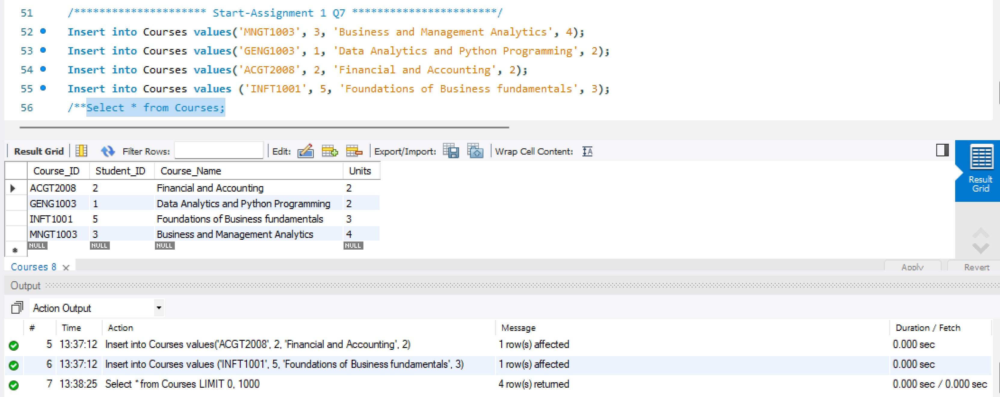 51 /********************* Start-Assignment 1 Q7 ***********************/
52 Insert into Courses values('MNGT1003', 3, 'Business and Management Analytics', 4);
53 Insert into Courses values('GENG1003', 1, 'Data Analytics and Python Programming', 2);
54 Insert into Courses values('ACGT2008', 2, 'Financial and Accounting', 2);
55 Insert into Courses values ('INFT1001', 5, 'Foundations of Business fundamentals', 3);
56 /**Select * from Courses;
Result Grid Filter Rows: Edit: Export/Import: Wrap Cell Content:
Course_ID Student_ID Course_Name Units
ACGT2008 2 Financial and Accounting 2
GENG1003 1 Data Analytics and Python Programming 2
INFT1001 5 Foundations of Business fundamentals 3
MNGT1003 3 Business and Management Analytics 4
NULL NULL NULL NULL
Result
Grid
Courses 8 Apply Revert
Output
Action Output
# Time Action Message Duration / Fetch
5 13:37:12 Insert into Courses values('ACGT2008', 2, 'Financial and Accounting', 2) 1 row(s) affected 0.000 sec
6 13:37:12 Insert into Courses values ('INFT1001', 5, 'Foundations of Business fundamentals', 3) 1 row(s) affected 0.000 sec
7 13:38:25 Select * from Courses LIMIT 0, 1000 4 row(s) returned 0.000 sec / 0.000 sec